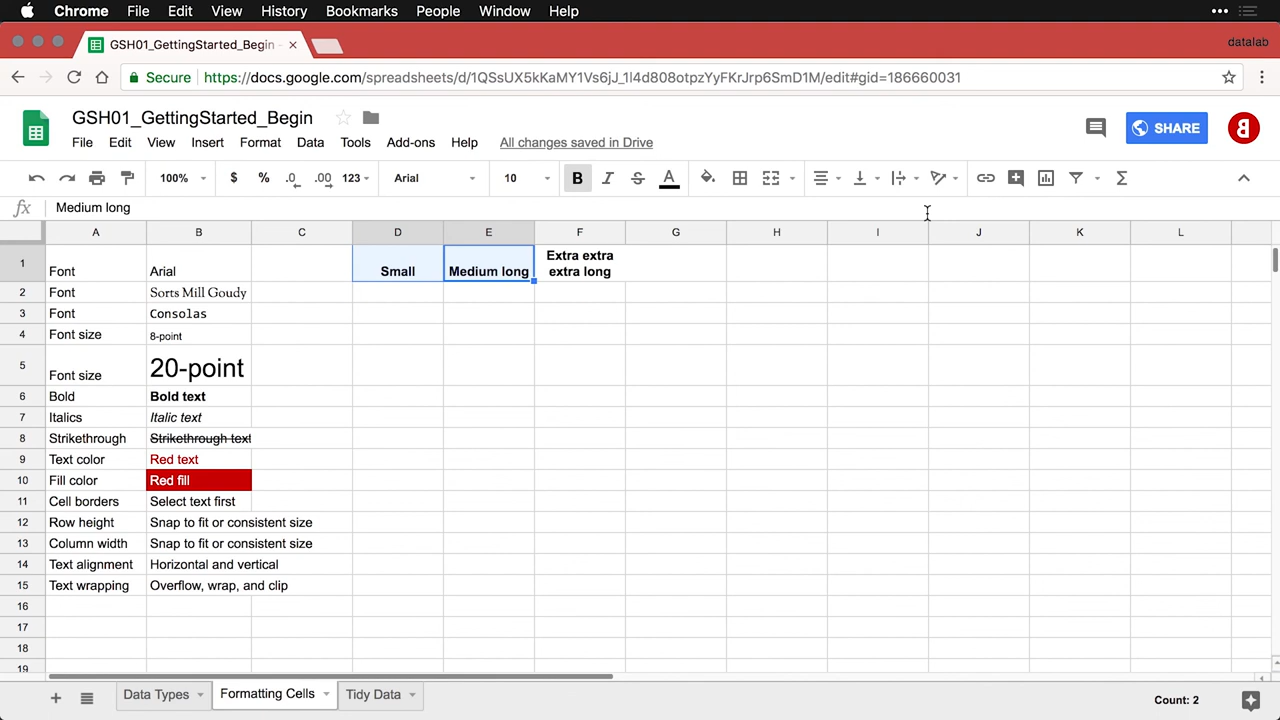 Chrome File Edit View History Bookmarks People Window Help
GSH01_GettingStarted_Begin - datalab
Secure https://docs.google.com/spreadsheets/d/1QSsUX5kKaMY1Vs6jJ_1l4d808otpzYyFKrJrp6SmD1M/edit#gid=186660031
GSH01_GettingStarted_Begin
SHARE
File Edit View Insert Format Data Tools Add-ons Help All changes saved in Drive
100% $ % .0 .00 123 Arial 10 B I S A Σ
fx Medium long
A B C D E F G H I J K L
1 Font Arial Small Medium long Extra extra
extra long
2 Font Sorts Mill Goudy
3 Font Consolas
4 Font size 8-point
5 Font size 20-point
6 Bold Bold text
7 Italics Italic text
8 Strikethrough Strikethrough text
9 Text color Red text
10 Fill color Red fill
11 Cell borders Select text first
12 Row height Snap to fit or consistent size
13 Column width Snap to fit or consistent size
14 Text alignment Horizontal and vertical
15 Text wrapping Overflow, wrap, and clip
16
17
18
19
Data Types Formatting Cells Tidy Data Count: 2